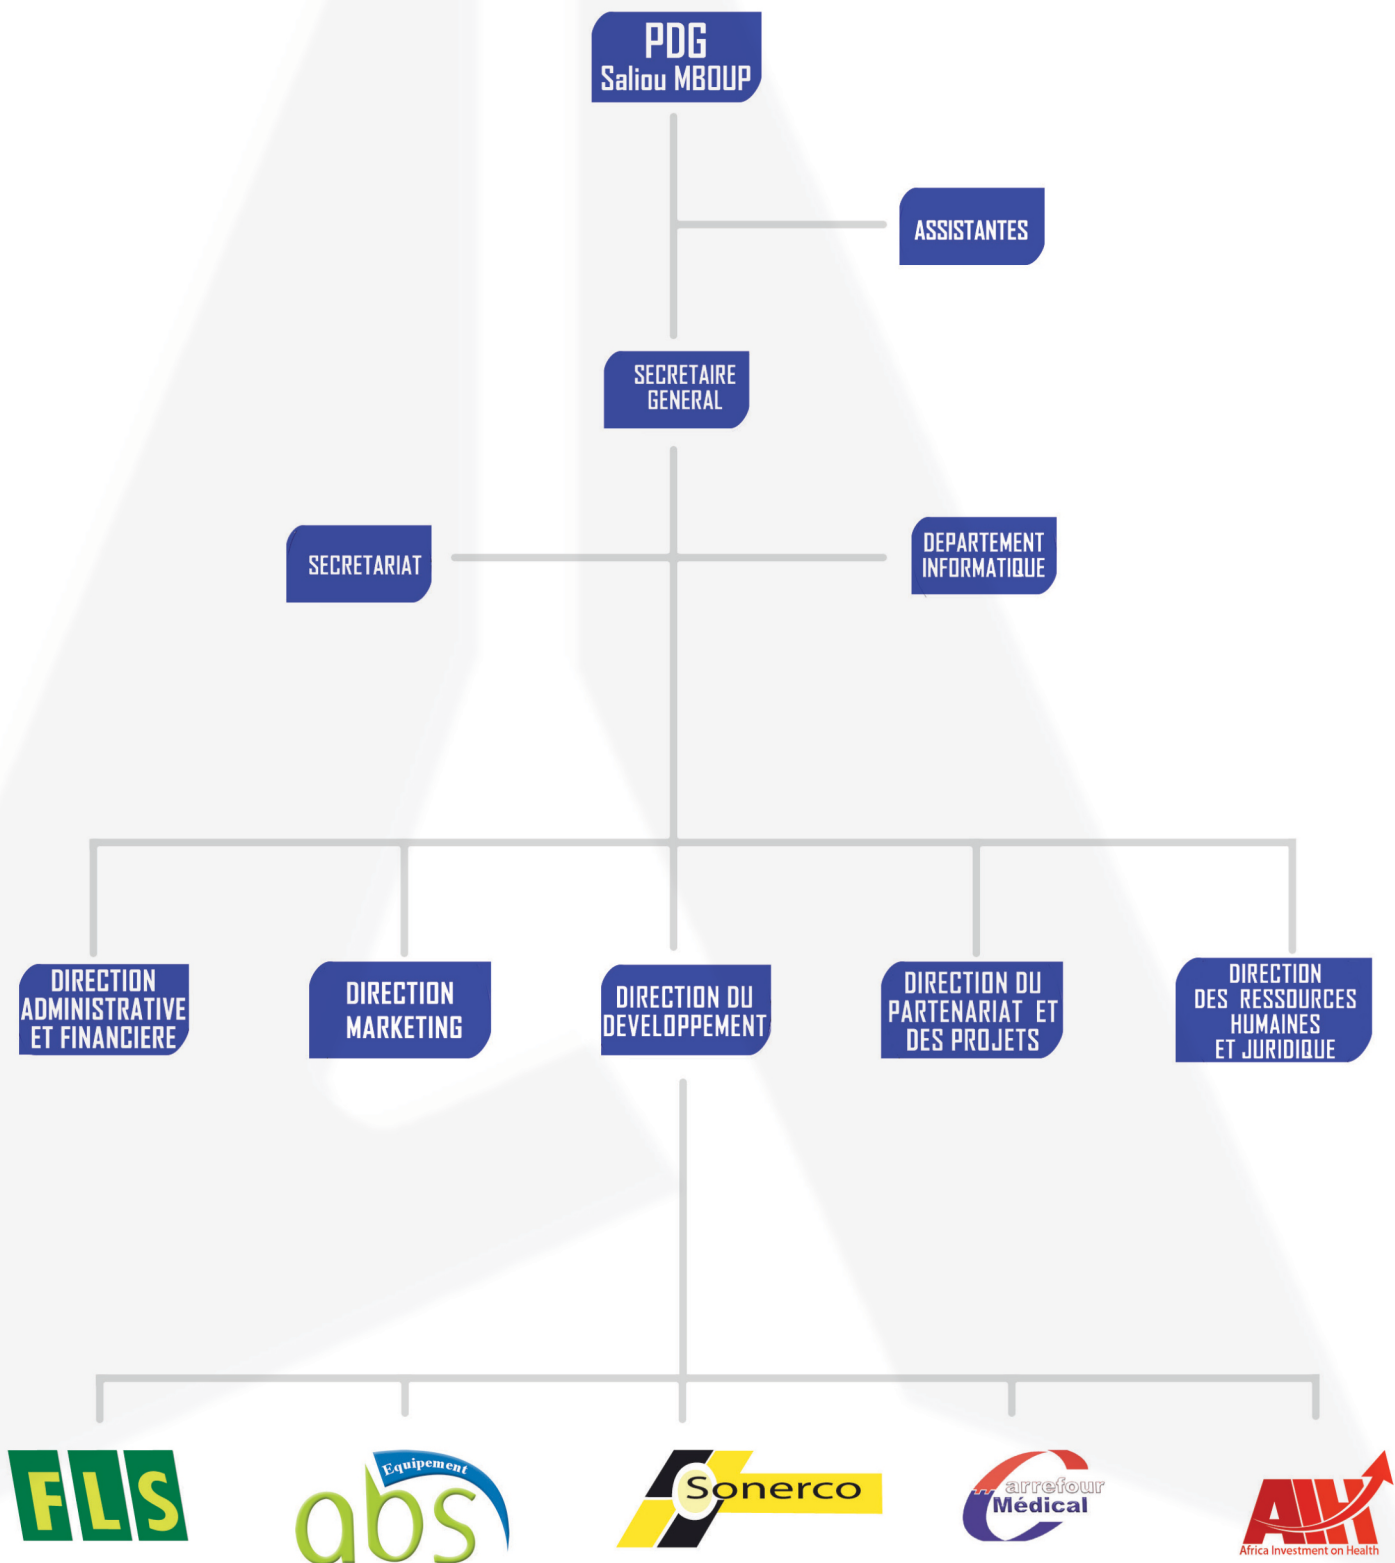 PDG
Saliou MBOUP
ASSISTANTES
SECRETAIRE
GENERAL
SECRETARIAT
DEPARTEMENT
INFORMATIQUE
DIRECTION
ADMINISTRATIVE
ET FINANCIERE
DIRECTION
MARKETING
DIRECTION DU
DEVELOPPEMENT
DIRECTION DU
PARTENARIAT ET
DES PROJETS
DIRECTION
DES RESSOURCES
HUMAINES
ET JURIDIQUE
FLS
Equipement
abs
Sonerco
Carrefour
Médical
AIH
Africa Investment on Health